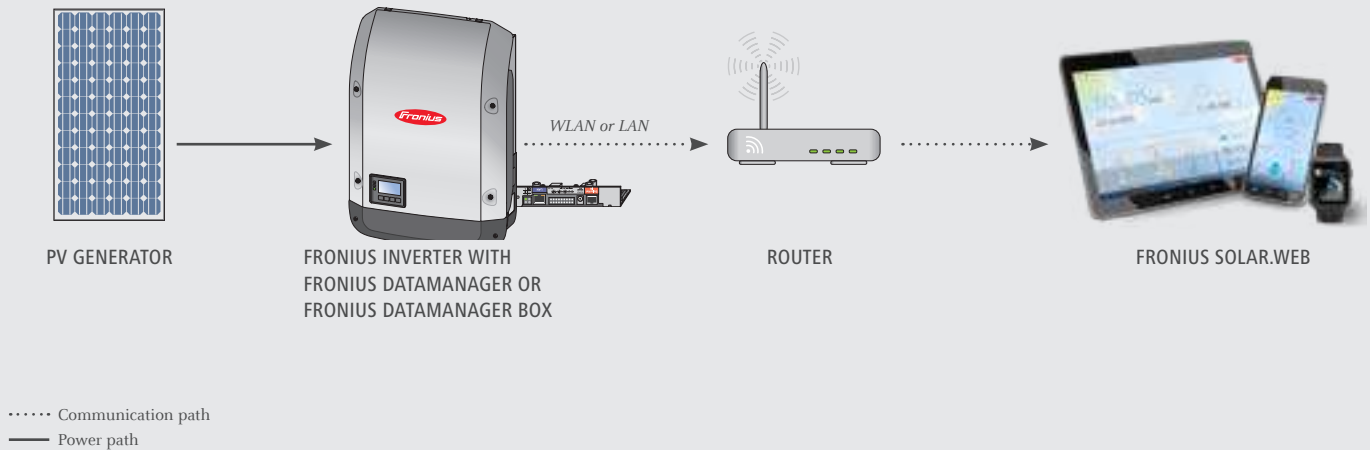 Fronius
WLAN or LAN
PV GENERATOR
FRONIUS INVERTER WITH
FRONIUS DATAMANAGER OR
FRONIUS DATAMANAGER BOX
ROUTER
FRONIUS SOLAR.WEB
Communication path
Power path